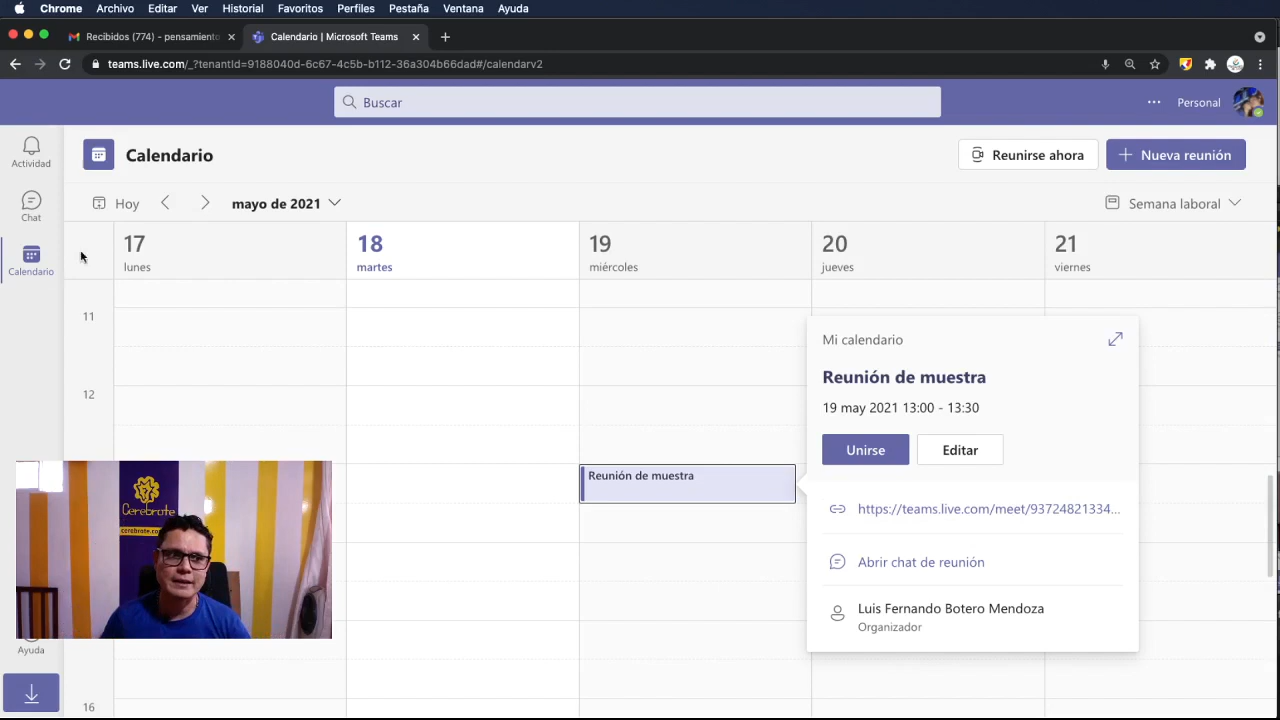 Chrome Archivo Editar Ver Historial Favoritos Perfiles Pestaña Ventana Ayuda
Recibidos (774) - pensamiento
Calendario | Microsoft Teams
teams.live.com/_?tenantId=9188040d-6c67-4c5b-b112-36a304b66dad#/calendarv2
Buscar
Personal
Actividad
Chat
Calendario
Ayuda
Calendario
Reunirse ahora
Nueva reunión
Hoy
mayo de 2021
Semana laboral
17
lunes
18
martes
19
miércoles
20
jueves
21
viernes
11
12
16
Reunión de muestra
Mi calendario
Reunión de muestra
19 may 2021 13:00 - 13:30
Unirse
Editar
https://teams.live.com/meet/93724821334...
Abrir chat de reunión
Luis Fernando Botero Mendoza
Organizador
Cerebrote